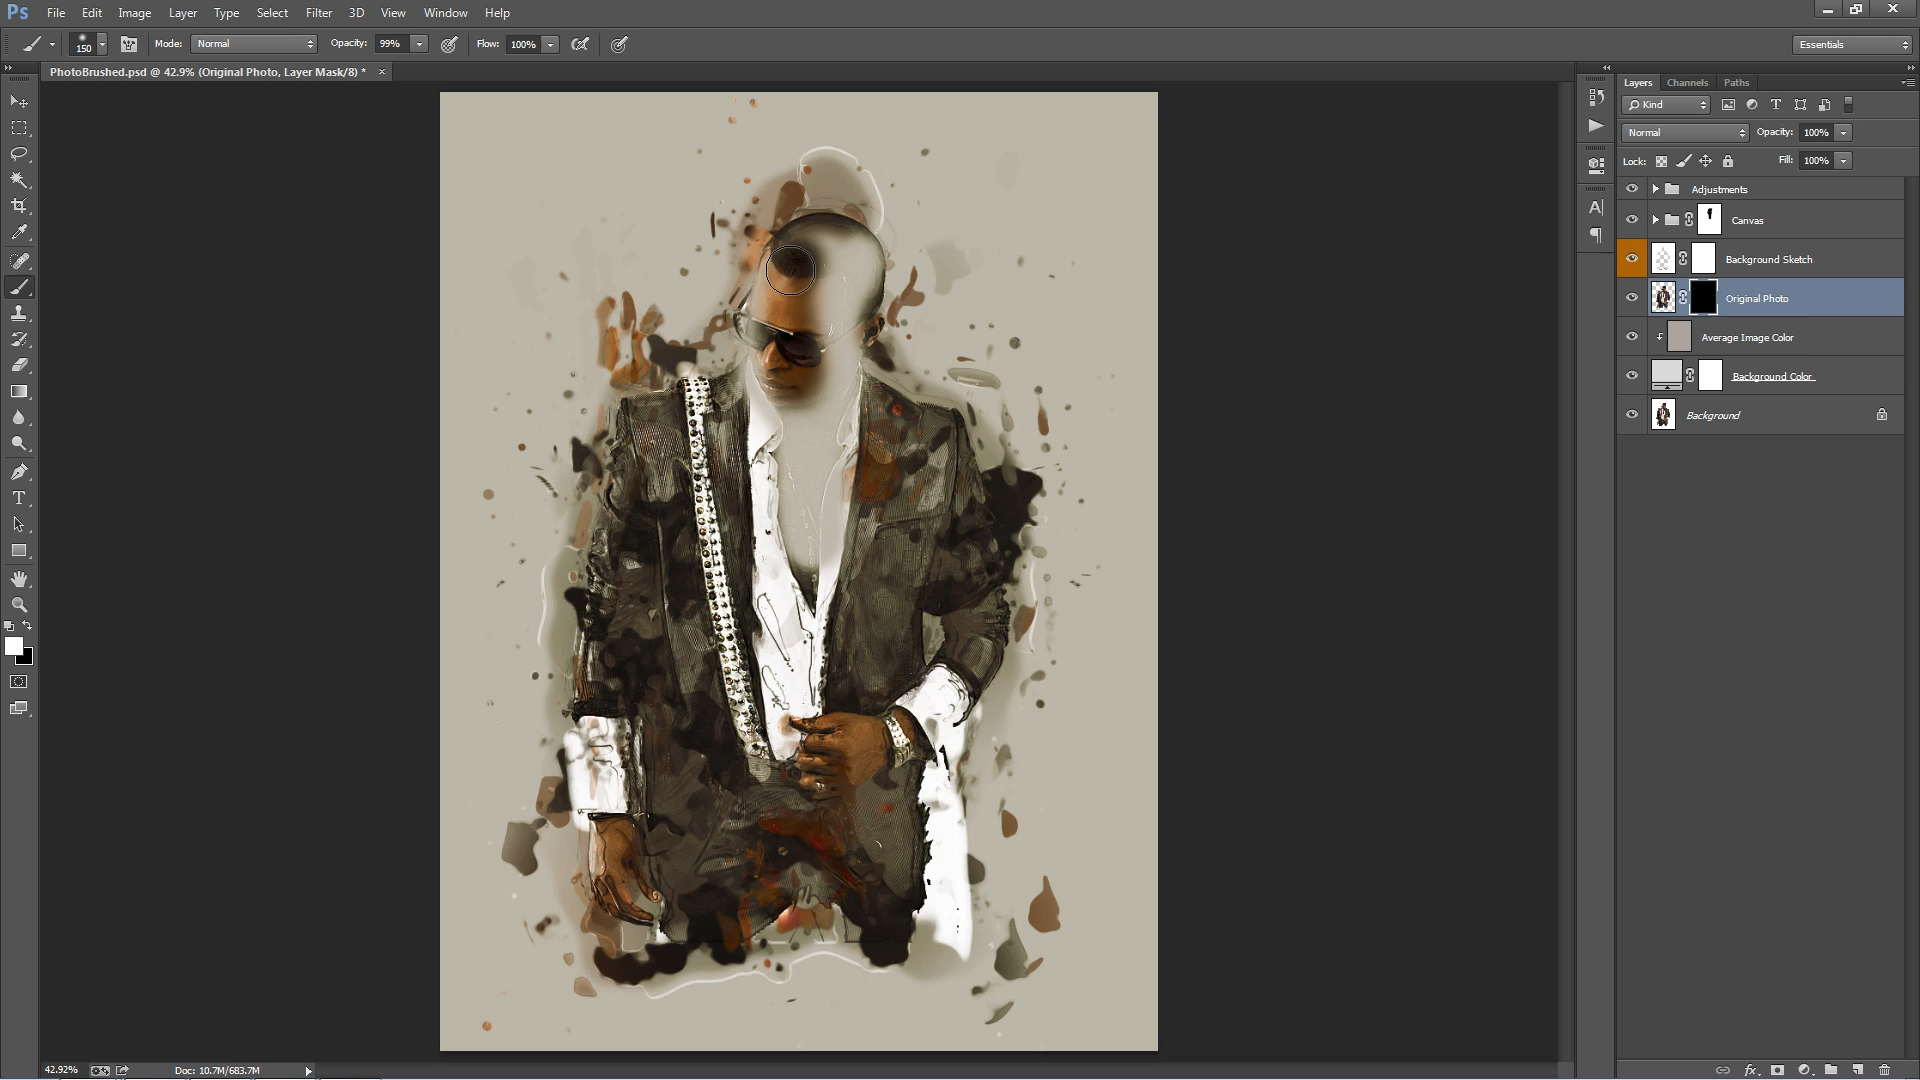 Ps File Edit Image Layer Type Select Filter 3D View Window Help
150 Mode: Normal Opacity: 99% Flow: 100% Essentials
PhotoBrushed.psd @ 42.9% (Original Photo, Layer Mask/8) * ×
Layers Channels Paths
Kind
Normal Opacity: 100%
Lock: Fill: 100%
Adjustments
Canvas
Background Sketch
Original Photo
Average Image Color
Background Color
Background
42.92% Doc: 10.7M/683.7M
fx